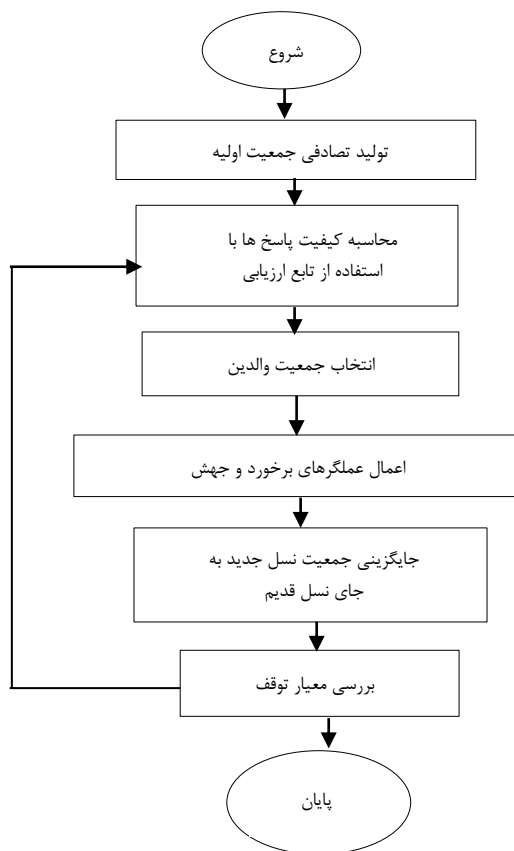 شروع
تولید تصادفی جمعیت اولیه
محاسبه کیفیت پاسخ ها با
استفاده از تابع ارزیابی
انتخاب جمعیت والدین
اعمال عملگرهای برخورد و جهش
جایگزینی جمعیت نسل جدید به
جای نسل قدیم
بررسی معیار توقف
پایان